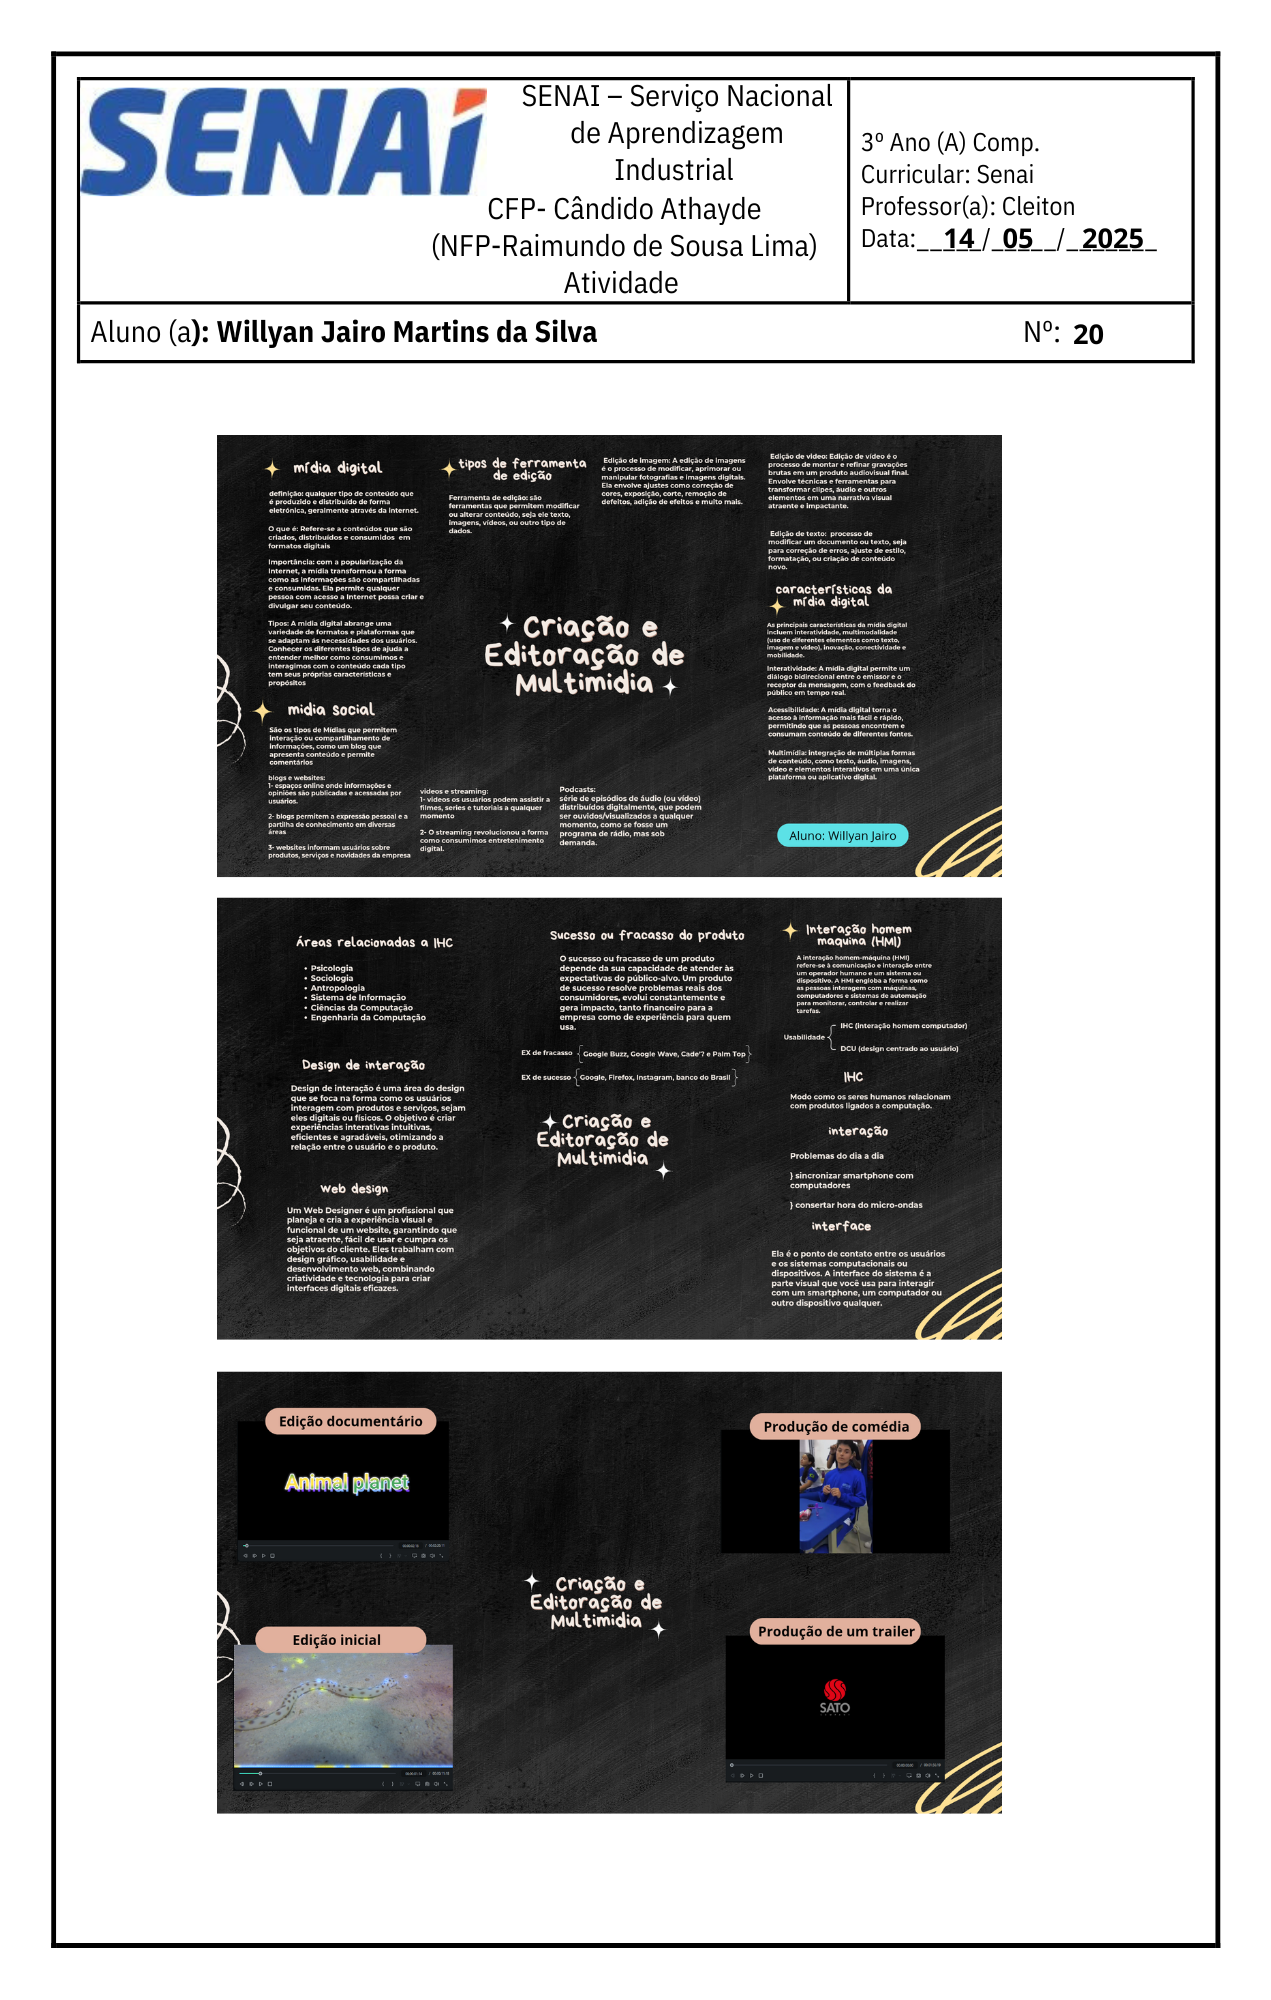 SENAI
SENAI – Serviço Nacional
de Aprendizagem
Industrial
CFP- Cândido Athayde
(NFP-Raimundo de Sousa Lima)
Atividade
3º Ano (A) Comp.
Curricular: Senai
Professor(a): Cleiton
Data:__14_/_05__/_2025_
Aluno (a): Willyan Jairo Martins da Silva
Nº: 20
mídia digital
definição: qualquer tipo de conteúdo que
é produzido e distribuído de forma
eletrônica, geralmente através da internet.
O que é: Refere-se a conteúdos que são
criados, distribuídos e consumidos em
formatos digitais
Importância: com a popularização da
Internet, a mídia transformou a forma
como as informações são compartilhadas
e consumidas. Ela permite qualquer
pessoa com acesso a Internet possa criar e
divulgar seu conteúdo.
Tipos: A mídia digital abrange uma
variedade de formatos e plataformas que
se adaptam ás necessidades dos usuários.
Conhecer os diferentes tipos de ajuda a
entender melhor como consumimos e
interagimos com o conteúdo cada tipo
tem seus próprias características e
propósitos
midia social
São os tipos de Mídias que permitem
interação ou compartilhamento de
informações, como um blog que
apresenta conteúdo e permite
comentários
blogs e websites:
1- espaços online onde informações e
opiniões são publicadas e acessadas por
usuários.
2- blogs permitem a expressão pessoal e a
partilha de conhecimento em diversas
áreas
3- websites informam usuários sobre
produtos, serviços e novidades da empresa
tipos de ferramenta
de edição
Ferramenta de edição: são
ferramentas que permitem modificar
ou alterar conteúdo, seja ele texto,
imagens, vídeos, ou outro tipo de
dados.
Edição de Imagem: A edição de imagens
é o processo de modificar, aprimorar ou
manipular fotografias e imagens digitais.
Ela envolve ajustes como correção de
cores, exposição, corte, remoção de
defeitos, adição de efeitos e muito mais.
Criação e
Editoração de
Multimidia
videos e streaming:
1- videos os usuários podem assistir a
filmes, series e tutoriais a qualquer
momento
2- O streaming revolucionou a forma
como consumimos entretenimento
digital.
Podcasts:
série de episódios de áudio (ou vídeo)
distribuídos digitalmente, que podem
ser ouvidos/visualizados a qualquer
momento, como se fosse um
programa de rádio, mas sob
demanda.
Edição de video: Edição de vídeo é o
processo de montar e refinar gravações
brutas em um produto audiovisual final.
Envolve técnicas e ferramentas para
transformar clipes, áudio e outros
elementos em uma narrativa visual
atraente e impactante.
Edição de texto: processo de
modificar um documento ou texto, seja
para correção de erros, ajuste de estilo,
formatação, ou criação de conteúdo
novo.
características da
mídia digital
As principais características da mídia digital
incluem interatividade, multimodalidade
(uso de diferentes elementos como texto,
imagem e vídeo), inovação, conectividade e
mobilidade.
Interatividade: A mídia digital permite um
diálogo bidirecional entre o emissor e o
receptor da mensagem, com o feedback do
público em tempo real.
Acessibilidade: A mídia digital torna o
acesso à informação mais fácil e rápido,
permitindo que as pessoas encontrem e
consumam conteúdo de diferentes fontes.
Multimídia: integração de múltiplas formas
de conteúdo, como texto, áudio, imagens,
vídeo e elementos interativos em uma única
plataforma ou aplicativo digital.
Aluno: Willyan Jairo
Áreas relacionadas a IHC
• Psicologia
• Sociologia
• Antropologia
• Sistema de Informação
• Ciências da Computação
• Engenharia da Computação
Design de interação
Design de interação é uma área do design
que se foca na forma como os usuários
interagem com produtos e serviços, sejam
eles digitais ou físicos. O objetivo é criar
experiências interativas intuitivas,
eficientes e agradáveis, otimizando a
relação entre o usuário e o produto.
Web design
Um Web Designer é um profissional que
planeja e cria a experiência visual e
funcional de um website, garantindo que
seja atraente, fácil de usar e cumpra os
objetivos do cliente. Eles trabalham com
design gráfico, usabilidade e
desenvolvimento web, combinando
criatividade e tecnologia para criar
interfaces digitais eficazes.
Sucesso ou fracasso do produto
O sucesso ou fracasso de um produto
depende da sua capacidade de atender às
expectativas do público-alvo. Um produto
de sucesso resolve problemas reais dos
consumidores, evolui constantemente e
gera impacto, tanto financeiro para a
empresa como de experiência para quem
usa.
EX de fracasso { Google Buzz, Google Wave, Cade'? e Palm Top }
EX de sucesso { Google, Firefox, Instagram, banco do Brasil }
Criação e
Editoração de
Multimidia
Interação homem
maquina (HMI)
A interação homem-máquina (HMI)
refere-se à comunicação e interação entre
um operador humano e um sistema ou
dispositivo. A HMI engloba a forma como
as pessoas interagem com máquinas,
computadores e sistemas de automação
para monitorar, controlar e realizar
tarefas.
IHC (Interação homem computador)
Usabilidade
DCU (design centrado ao usuário)
IHC
Modo como os seres humanos relacionam
com produtos ligados a computação.
interação
Problemas do dia a dia
} sincronizar smartphone com
computadores
} consertar hora do micro-ondas
interface
Ela é o ponto de contato entre os usuários
e os sistemas computacionais ou
dispositivos. A interface do sistema é a
parte visual que você usa para interagir
com um smartphone, um computador ou
outro dispositivo qualquer.
Edição documentário
Animal planet
Produção de comédia
Criação e
Editoração de
Multimidia
Edição inicial
Produção de um trailer
SATO